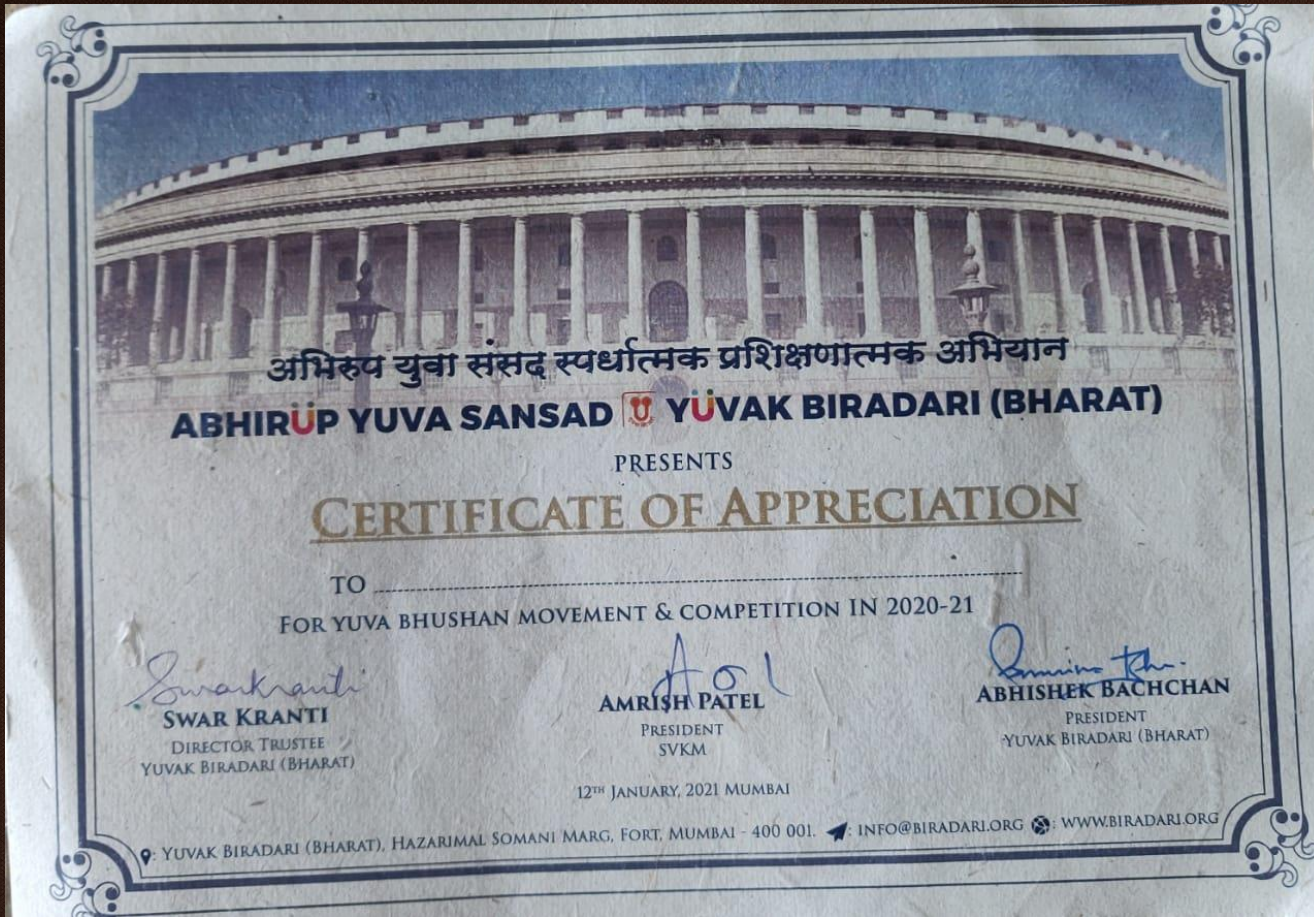 अभिरुप युवा संसद स्पर्धात्मक प्रशिक्षणात्मक अभियान
ABHIRÜP YUVA SANSAD YÜVAK BIRADARI (BHARAT)
PRESENTS
CERTIFICATE OF APPRECIATION
TO
FOR YUVA BHUSHAN MOVEMENT & COMPETITION IN 2020-21
Swarkranti
SWAR KRANTI
DIRECTOR TRUSTEE
YUVAK BIRADARI (BHARAT)
AMRISH PATEL
PRESIDENT
SVKM
ABHISHEK BACHCHAN
PRESIDENT
YUVAK BIRADARI (BHARAT)
12TH JANUARY, 2021 MUMBAI
: YUVAK BIRADARI (BHARAT), HAZARIMAL SOMANI MARG, FORT, MUMBAI - 400 001. : INFO@BIRADARI.ORG : WWW.BIRADARI.ORG